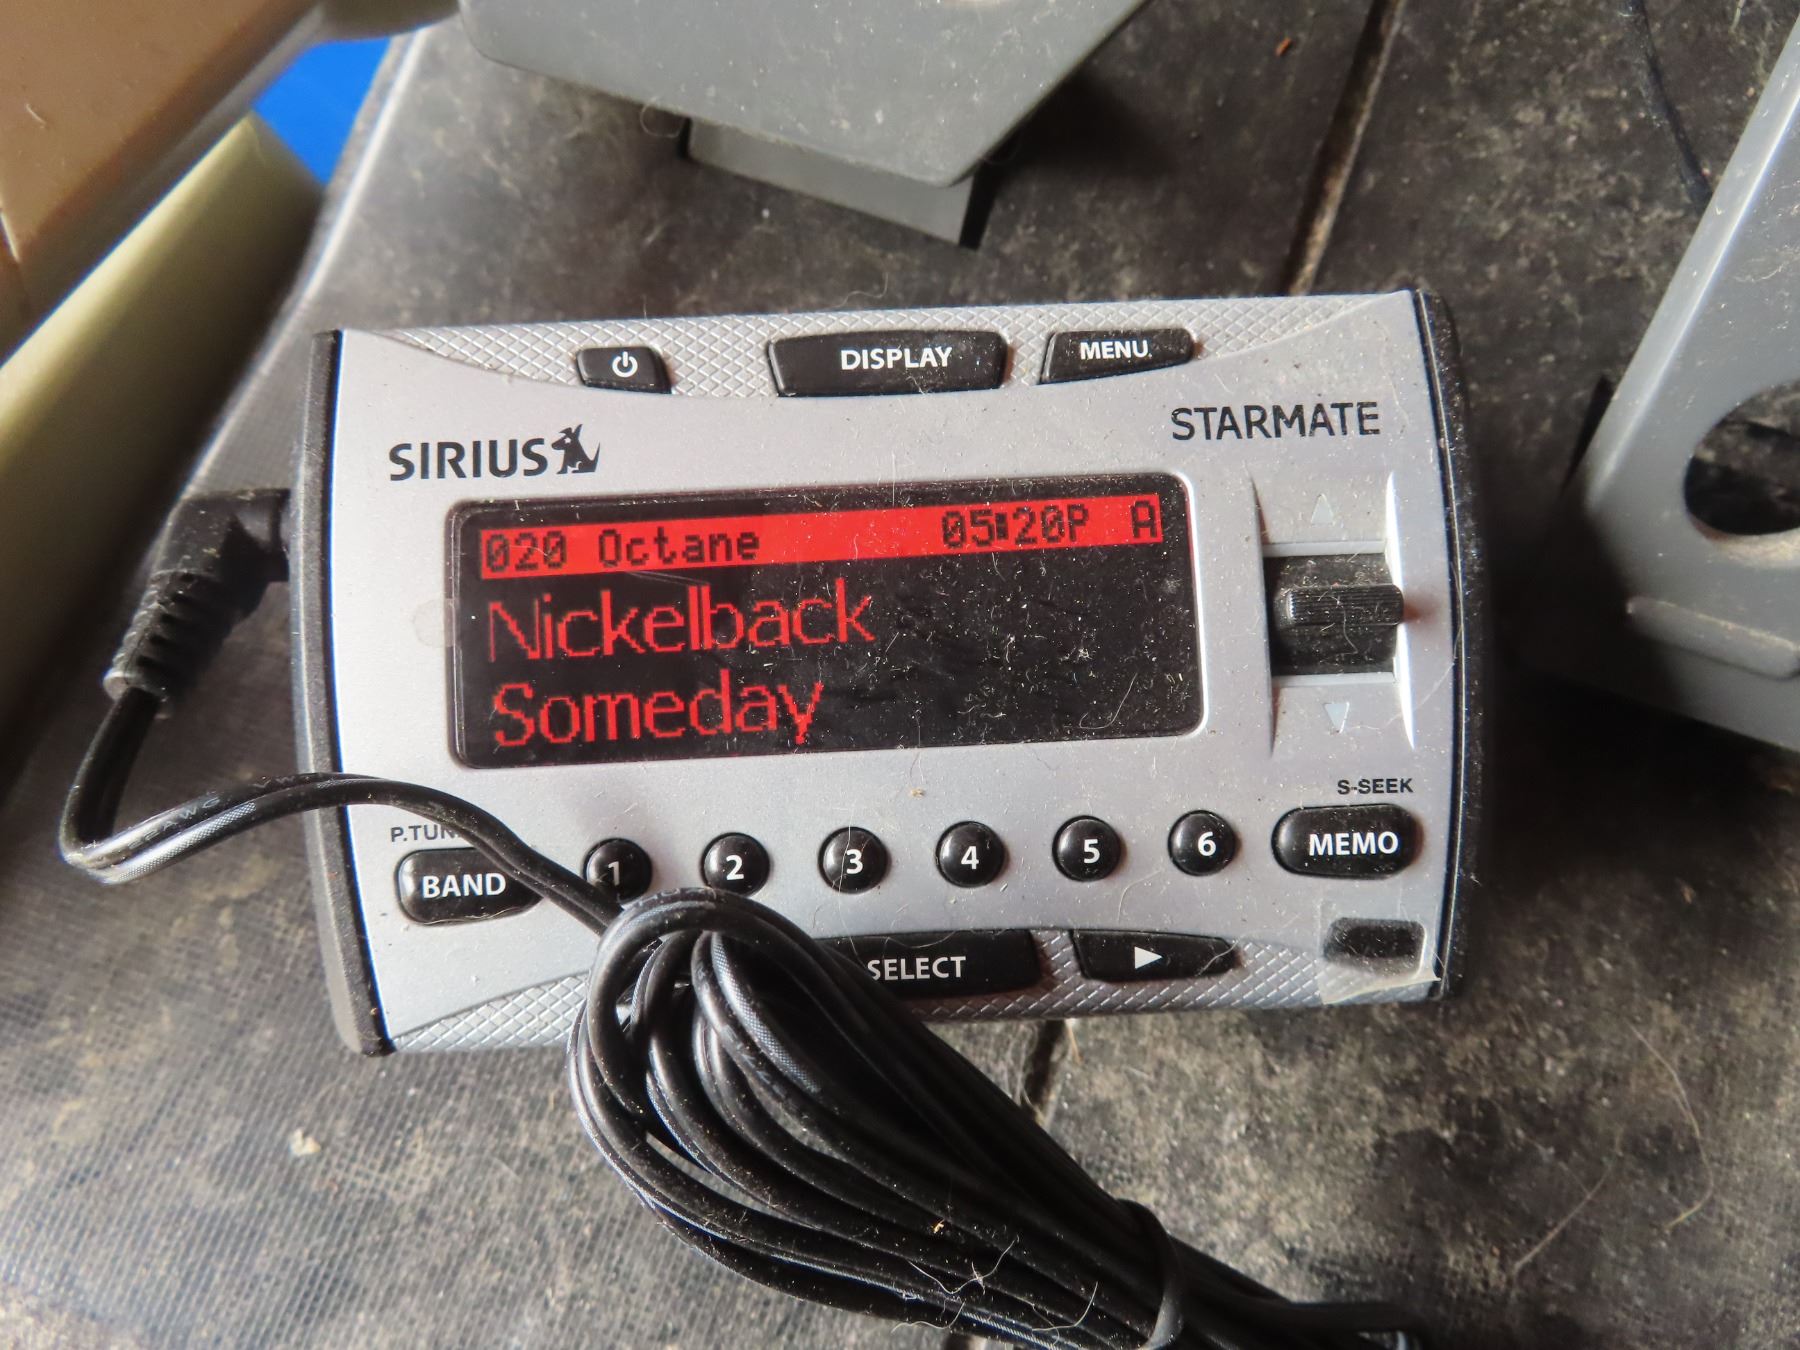 DISPLAY
MENU
SIRIUS
STARMATE
020 Octane 05:20P A
Nickelback
Someday
S-SEEK
BAND
1 2 3 4 5 6
MEMO
SELECT